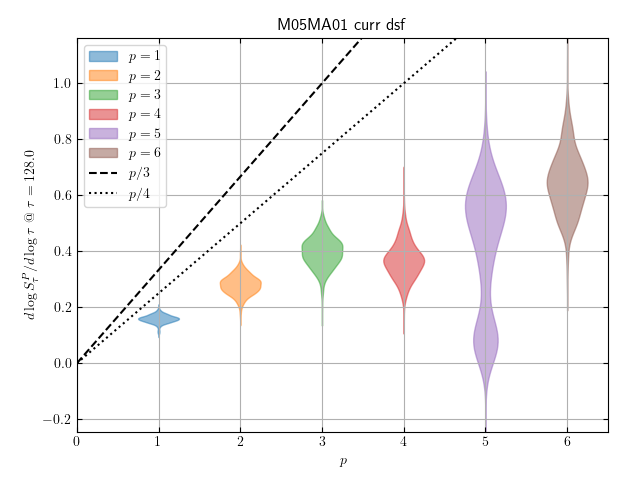 M05MA01 curr dsf
p = 1
p = 2
p = 3
p = 4
p = 5
p = 6
p/3
p/4
1.0
0.8
0.6
0.4
0.2
0.0
−0.2
d log S_τ^P / d log τ @ τ = 128.0
0 1 2 3 4 5 6
p